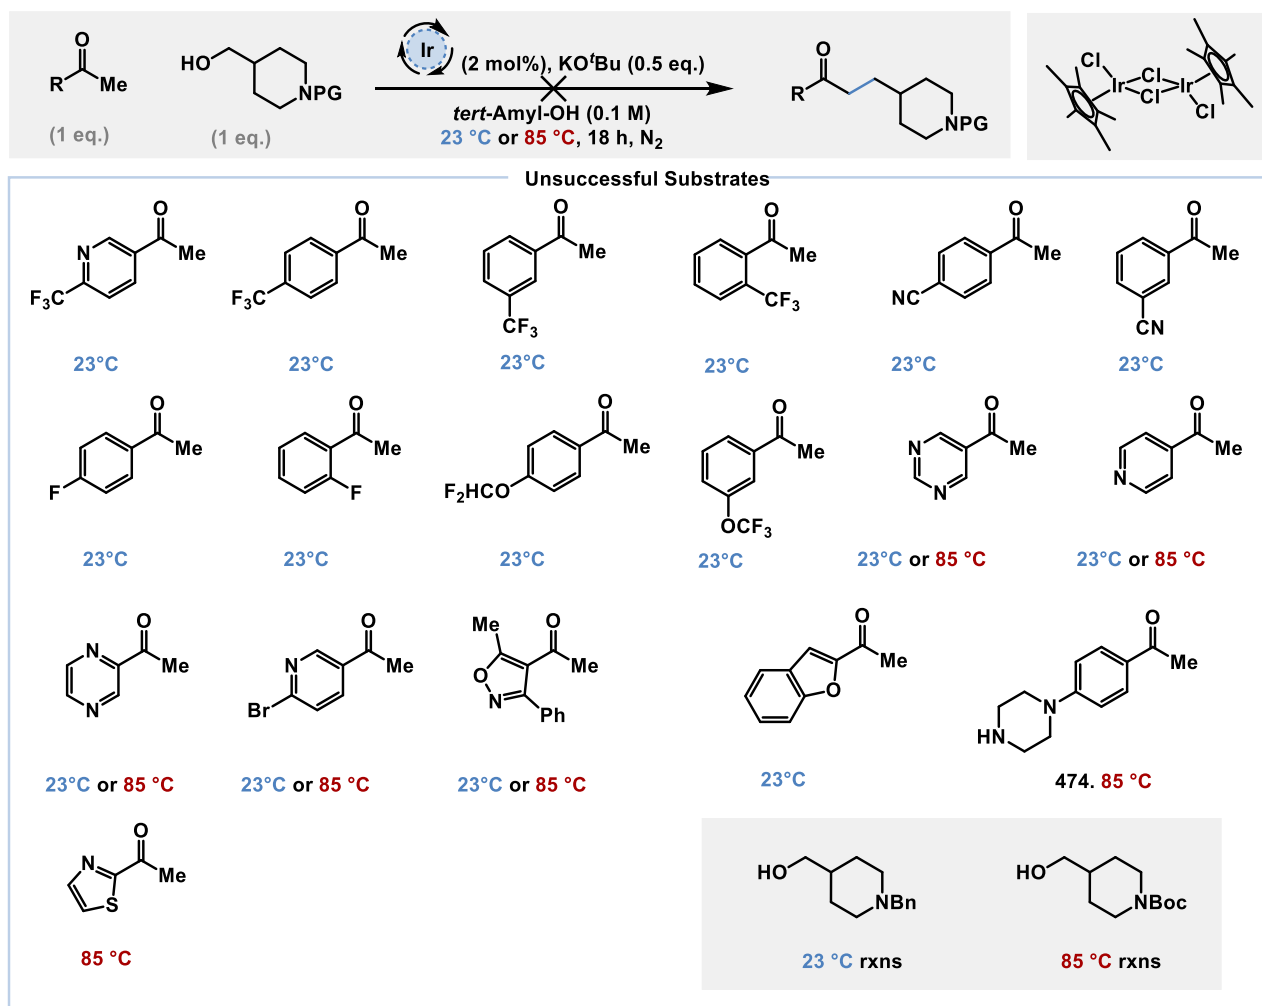 O
R Me
(1 eq.)
HO
NPG
(1 eq.)
Ir (2 mol%), KOᵗBu (0.5 eq.)
tert-Amyl-OH (0.1 M)
23 °C or 85 °C, 18 h, N₂
O
R
NPG
Cl
Ir Cl Ir
Cl
Cl
Unsuccessful Substrates
O
N Me
F₃C
23°C
O
Me
F₃C
23°C
O
Me
CF₃
23°C
O
Me
CF₃
23°C
O
Me
NC
23°C
O
Me
CN
23°C
O
Me
F
23°C
O
Me
F
23°C
O
Me
F₂HCO
23°C
O
Me
OCF₃
23°C
O
N Me
N
23°C or 85 °C
O
Me
N
23°C or 85 °C
O
N Me
N
23°C or 85 °C
O
N Me
Br
23°C or 85 °C
Me O
O Me
N
Ph
23°C or 85 °C
O
Me
O
23°C
O
Me
N
HN
474. 85 °C
O
N Me
S
85 °C
HO
NBn
23 °C rxns
HO
NBoc
85 °C rxns